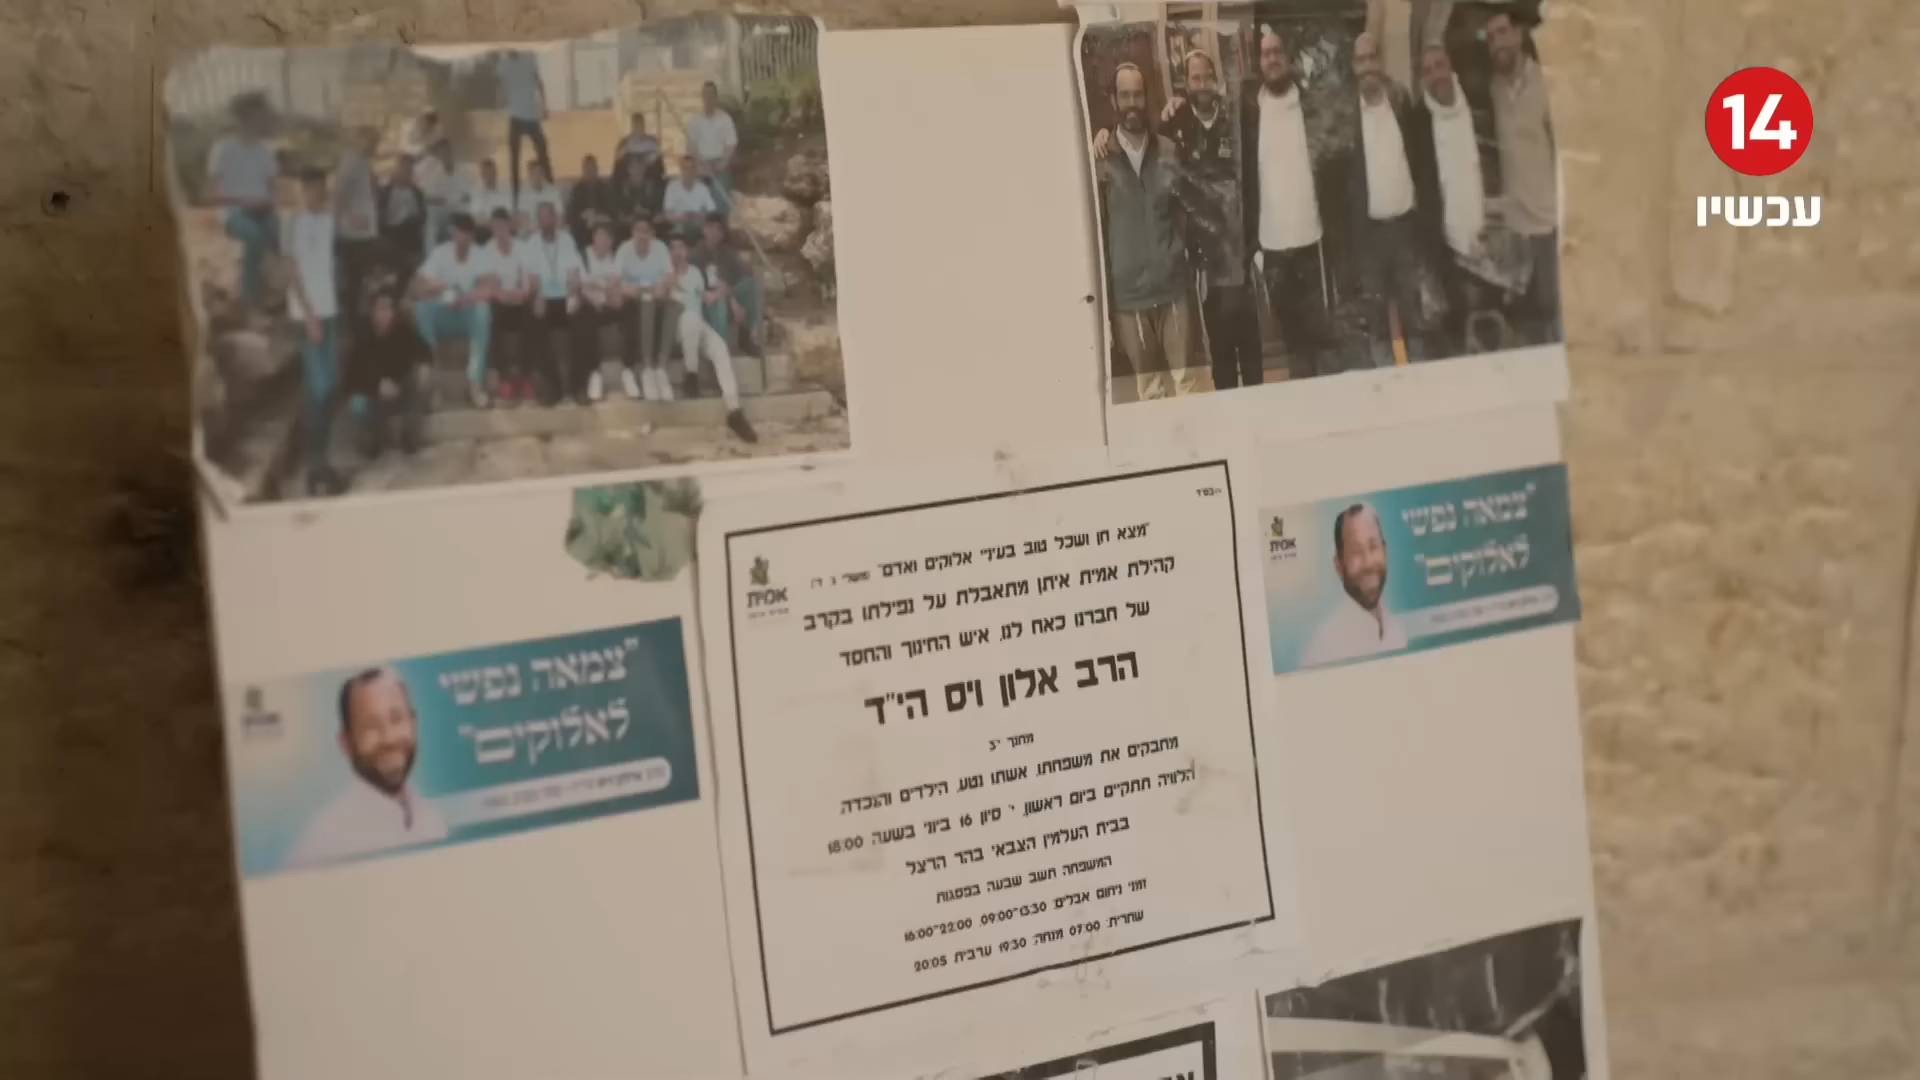 14
עכשיו
בס"ד
"מצא חן ושכל טוב בעיני אלוקים ואדם" משלי ג' ד'
אמית
קהילת אמית איתן מתאבלת על נפילתו בקרב
של חברנו כאח לנו, איש החינוך והחסד
הרב אלון ויס הי"ד
מחנך י'3
מחבקים את משפחתו, אשתו נטע, הילדים והנכדה.
הלוויה תתקיים ביום ראשון, י' סיון 16 ביוני בשעה 18:00
בבית העלמין הצבאי בהר הרצל
המשפחה תשב שבעה בפסגות
זמני ניחום אבלים: 09:00-13:30, 16:00-22:00
שחרית: 07:00 מנחה: 19:30 ערבית 20:05
"צמאה נפשי
לאלוקים"
אמית
"צמאה נפשי
לאלוקים"